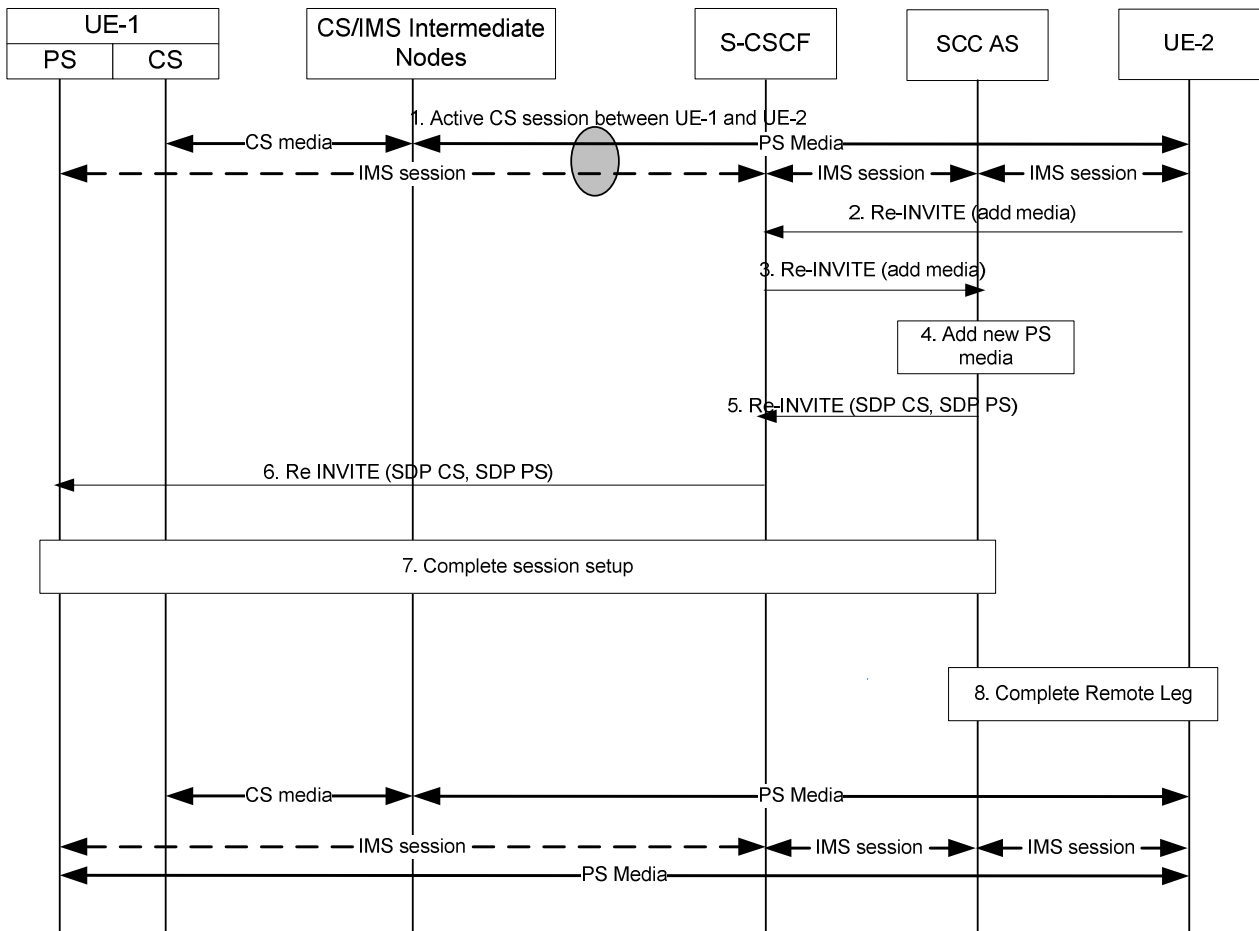 UE-1
PS
CS
CS/IMS Intermediate
Nodes
S-CSCF
SCC AS
UE-2
1. Active CS session between UE-1 and UE-2
CS media
PS Media
IMS session
IMS session
IMS session
2. Re-INVITE (add media)
3. Re-INVITE (add media)
4. Add new PS
media
5. Re-INVITE (SDP CS, SDP PS)
6. Re INVITE (SDP CS, SDP PS)
7. Complete session setup
8. Complete Remote Leg
CS media
PS Media
IMS session
IMS session
IMS session
PS Media